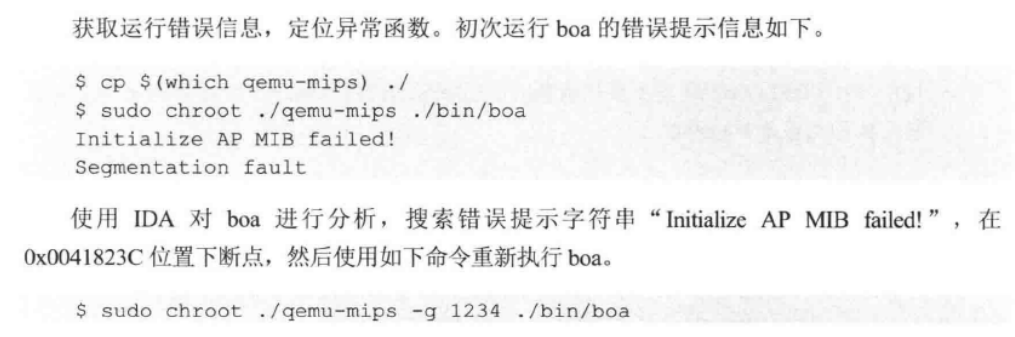 获取运行错误信息，定位异常函数。初次运行 boa 的错误提示信息如下。
$ cp $(which qemu-mips) ./
$ sudo chroot ./qemu-mips ./bin/boa
Initialize AP MIB failed!
Segmentation fault
使用 IDA 对 boa 进行分析，搜索错误提示字符串“Initialize AP MIB failed!”，在
0x0041823C 位置下断点，然后使用如下命令重新执行 boa。
$ sudo chroot ./qemu-mips -g 1234 ./bin/boa